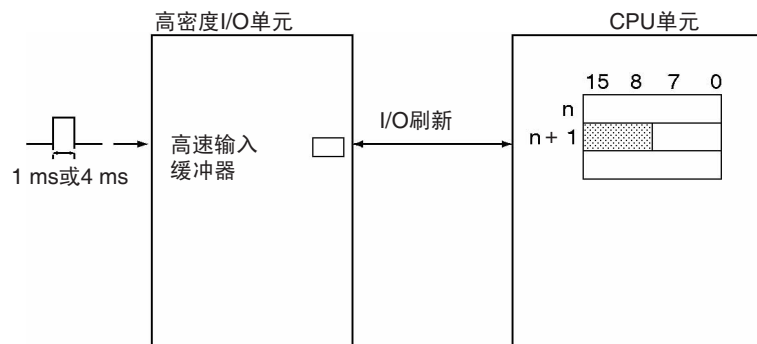 高密度I/O单元
CPU单元
15 8 7 0
n
n + 1
I/O刷新
高速输入
缓冲器
1 ms或4 ms